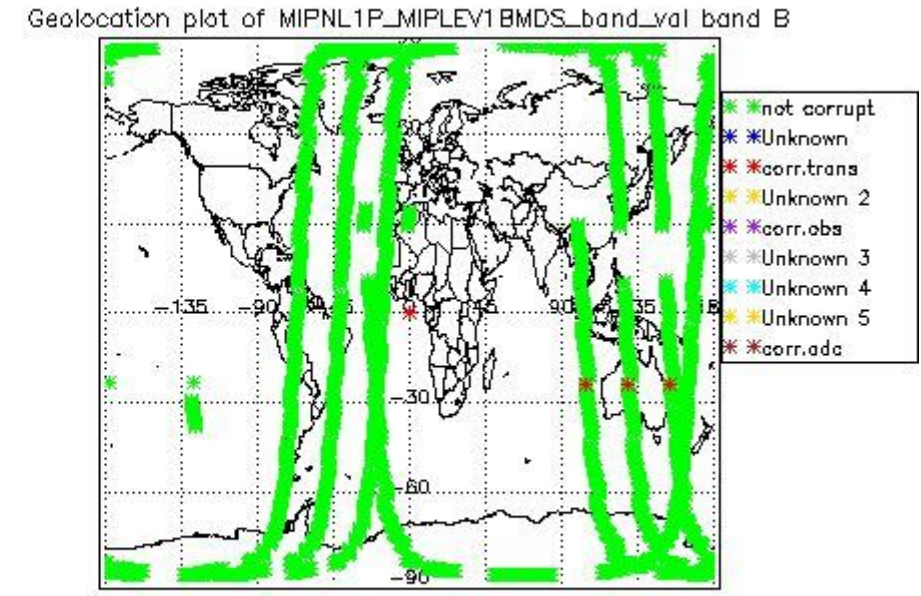 Geolocation plot of MIPNL1P_MIPLEV1BMDS_band_val band B
not corrupt
Unknown
corr.trans
Unknown 2
corr.obs
Unknown 3
Unknown 4
Unknown 5
corr.adc
-135 -90
-30
-60
-90